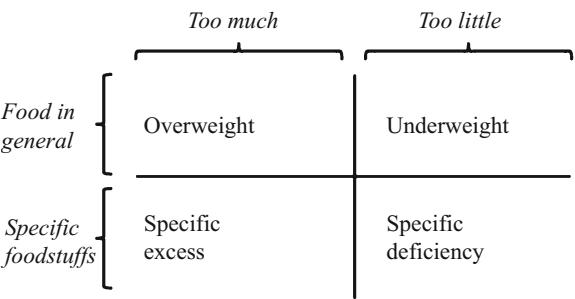 Too much
Too little
Food in
general
Overweight
Underweight
Specific
foodstuffs
Specific
excess
Specific
deficiency